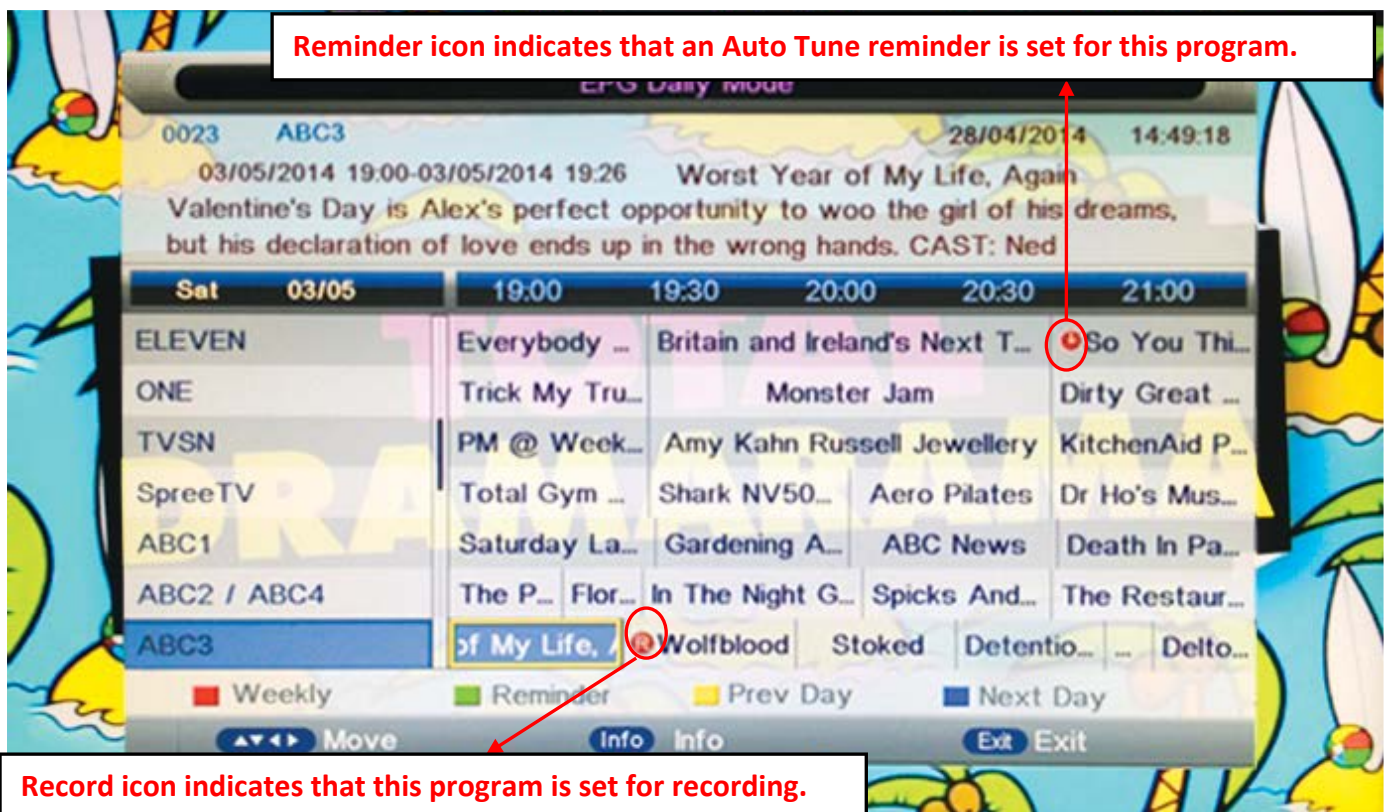 Reminder icon indicates that an Auto Tune reminder is set for this program.
EPG Daily Mode
0023 ABC3 28/04/2014 14:49:18
03/05/2014 19:00-03/05/2014 19:26 Worst Year of My Life, Again
Valentine's Day is Alex's perfect opportunity to woo the girl of his dreams,
but his declaration of love ends up in the wrong hands. CAST: Ned
Sat 03/05 19:00 19:30 20:00 20:30 21:00
ELEVEN Everybody ... Britain and Ireland's Next T... So You Thi...
ONE Trick My Tru... Monster Jam Dirty Great ...
TVSN PM @ Week... Amy Kahn Russell Jewellery KitchenAid P...
SpreeTV Total Gym ... Shark NV50... Aero Pilates Dr Ho's Mus...
ABC1 Saturday La... Gardening A... ABC News Death In Pa...
ABC2 / ABC4 The P... Flor... In The Night G... Spicks And... The Restaur...
ABC3 of My Life, A R Wolfblood Stoked Detentio... ... Delto...
TOTAL
DRAMARAMA
Weekly Reminder Prev Day Next Day
Move Info Info Exit Exit
Record icon indicates that this program is set for recording.